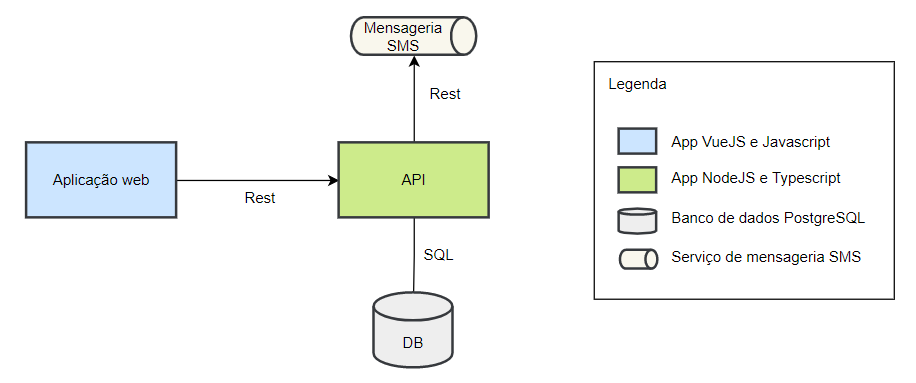 Mensageria
SMS
Rest
Aplicação web
Rest
API
SQL
DB
Legenda
App VueJS e Javascript
App NodeJS e Typescript
Banco de dados PostgreSQL
Serviço de mensageria SMS